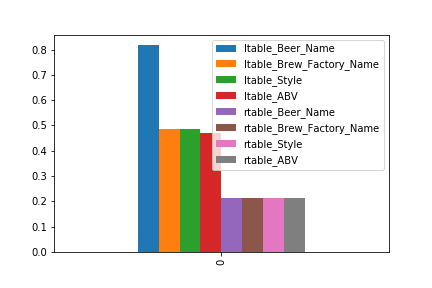 0.8
0.7
0.6
0.5
0.4
0.3
0.2
0.1
0.0
0
ltable_Beer_Name
ltable_Brew_Factory_Name
ltable_Style
ltable_ABV
rtable_Beer_Name
rtable_Brew_Factory_Name
rtable_Style
rtable_ABV